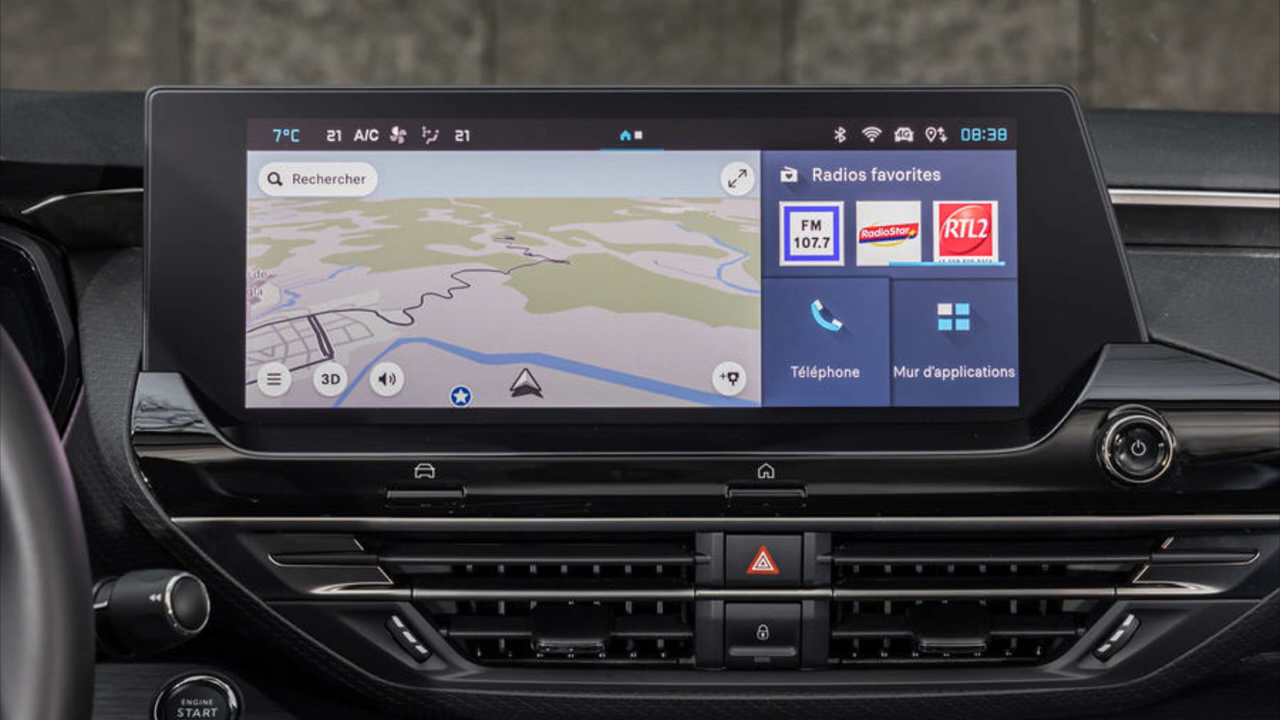 7°C 21 A/C 21 4G 08:38
Rechercher
Radios favorites
FM
107.7
RadioStar
RTL2
3D
Téléphone
Mur d'applications
ENGINE
START